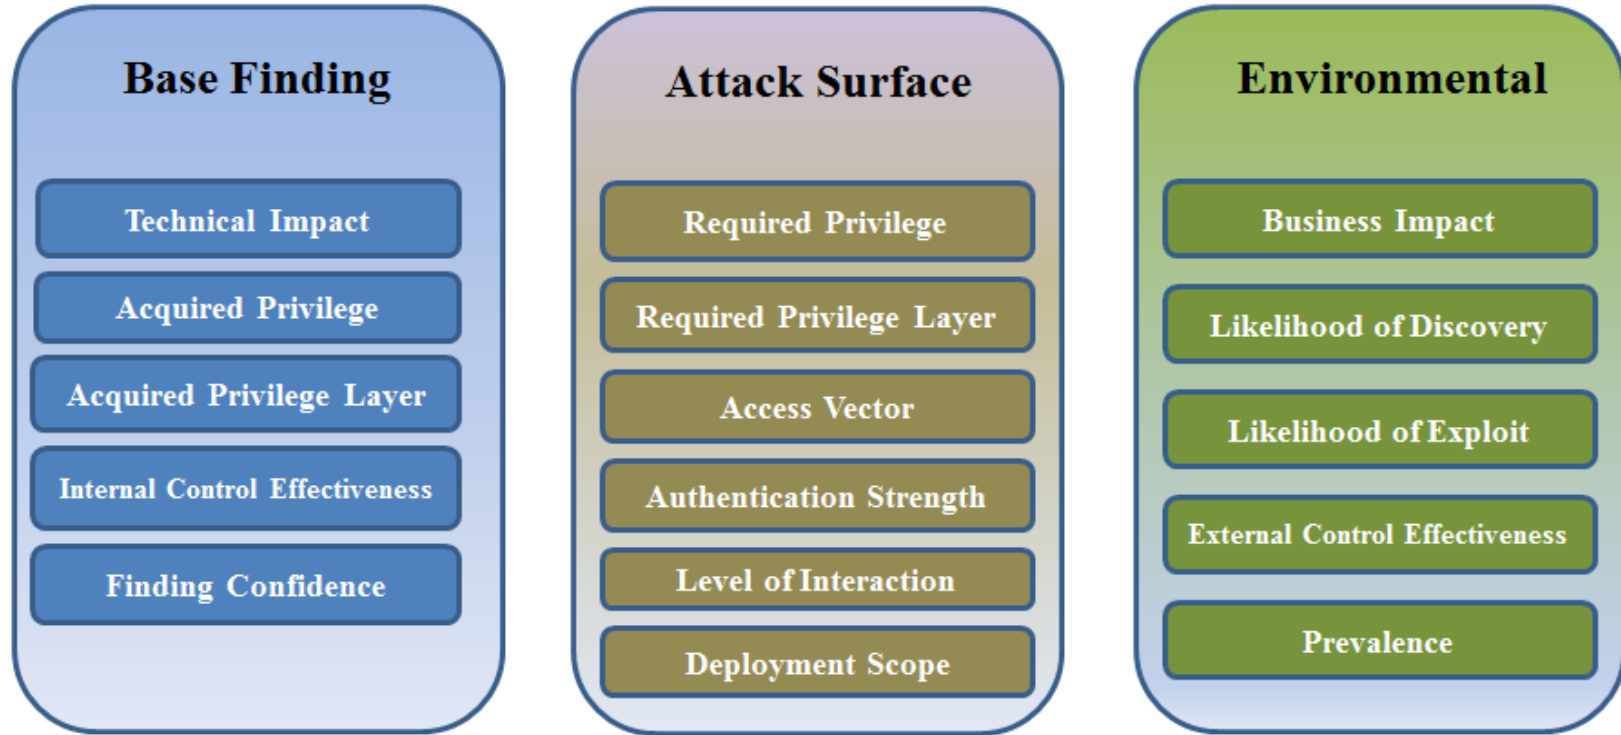 Base Finding
Technical Impact
Acquired Privilege
Acquired Privilege Layer
Internal Control Effectiveness
Finding Confidence
Attack Surface
Required Privilege
Required Privilege Layer
Access Vector
Authentication Strength
Level of Interaction
Deployment Scope
Environmental
Business Impact
Likelihood of Discovery
Likelihood of Exploit
External Control Effectiveness
Prevalence